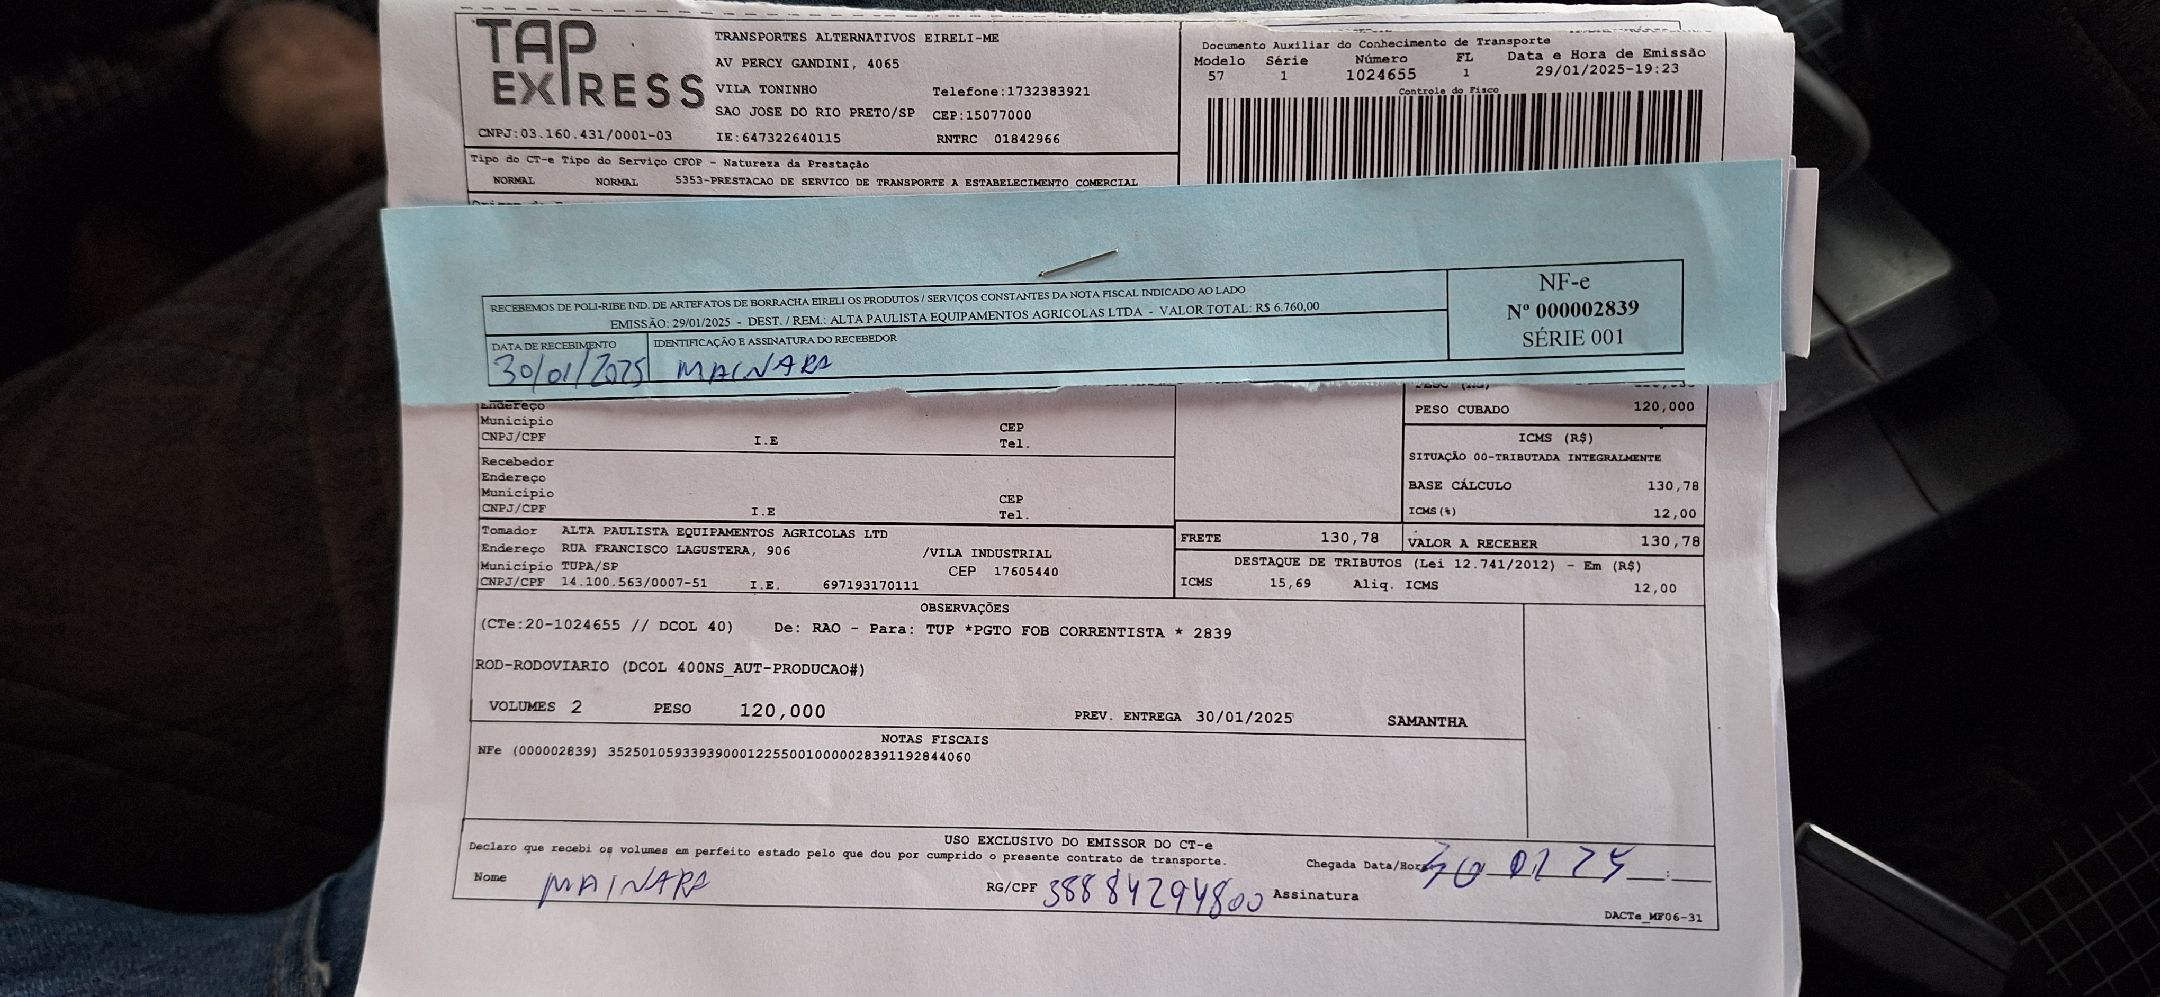 TAP EXPRESS
TRANSPORTES ALTERNATIVOS EIRELI-ME
AV PERCY GANDINI, 4065
VILA TONINHO Telefone:1732383921
SAO JOSE DO RIO PRETO/SP CEP:15077000
CNPJ:03.160.431/0001-03 IE:647322640115 RNTRC 01842966
Documento Auxiliar do Conhecimento de Transporte
Modelo Série Número FL Data e Hora de Emissão
57 1 1024655 1 29/01/2025-19:23
Controle do Fisco
Tipo do CT-e Tipo do Serviço CFOP - Natureza da Prestação
NORMAL NORMAL 5353-PRESTACAO DE SERVICO DE TRANSPORTE A ESTABELECIMENTO COMERCIAL
RECEBEMOS DE POLI-RIBE IND. DE ARTEFATOS DE BORRACHA EIRELI OS PRODUTOS / SERVIÇOS CONSTANTES DA NOTA FISCAL INDICADO AO LADO
EMISSÃO: 29/01/2025 - DEST. / REM.: ALTA PAULISTA EQUIPAMENTOS AGRICOLAS LTDA - VALOR TOTAL: R$ 6.760,00
DATA DE RECEBIMENTO IDENTIFICAÇÃO E ASSINATURA DO RECEBEDOR
30/01/2025 MAINARA
NF-e
Nº 000002839
SÉRIE 001
Endereço
Município CEP
CNPJ/CPF I.E Tel.
Recebedor
Endereço
Município CEP
CNPJ/CPF I.E Tel.
PESO CUBADO 120,000
ICMS (R$)
SITUAÇÃO 00-TRIBUTADA INTEGRALMENTE
BASE CÁLCULO 130,78
ICMS(%) 12,00
Tomador ALTA PAULISTA EQUIPAMENTOS AGRICOLAS LTD
Endereço RUA FRANCISCO LAGUSTERA, 906 /VILA INDUSTRIAL
Município TUPA/SP CEP 17605440
CNPJ/CPF 14.100.563/0007-51 I.E. 697193170111
FRETE 130,78 VALOR A RECEBER 130,78
DESTAQUE DE TRIBUTOS (Lei 12.741/2012) - Em (R$)
ICMS 15,69 Aliq. ICMS 12,00
OBSERVAÇÕES
(CTe:20-1024655 // DCOL 40) De: RAO - Para: TUP *PGTO FOB CORRENTISTA * 2839
ROD-RODOVIARIO (DCOL 400NS_AUT-PRODUCAO#)
VOLUMES 2 PESO 120,000 PREV. ENTREGA 30/01/2025 SAMANTHA
NOTAS FISCAIS
NFe (000002839) 35250105933939000122550010000028391192844060
USO EXCLUSIVO DO EMISSOR DO CT-e
Declaro que recebi os volumes em perfeito estado pelo que dou por cumprido o presente contrato de transporte. Chegada Data/Hora 30 01 25
Nome MAINARA RG/CPF 38884294800 Assinatura
DACTe_MF06-31